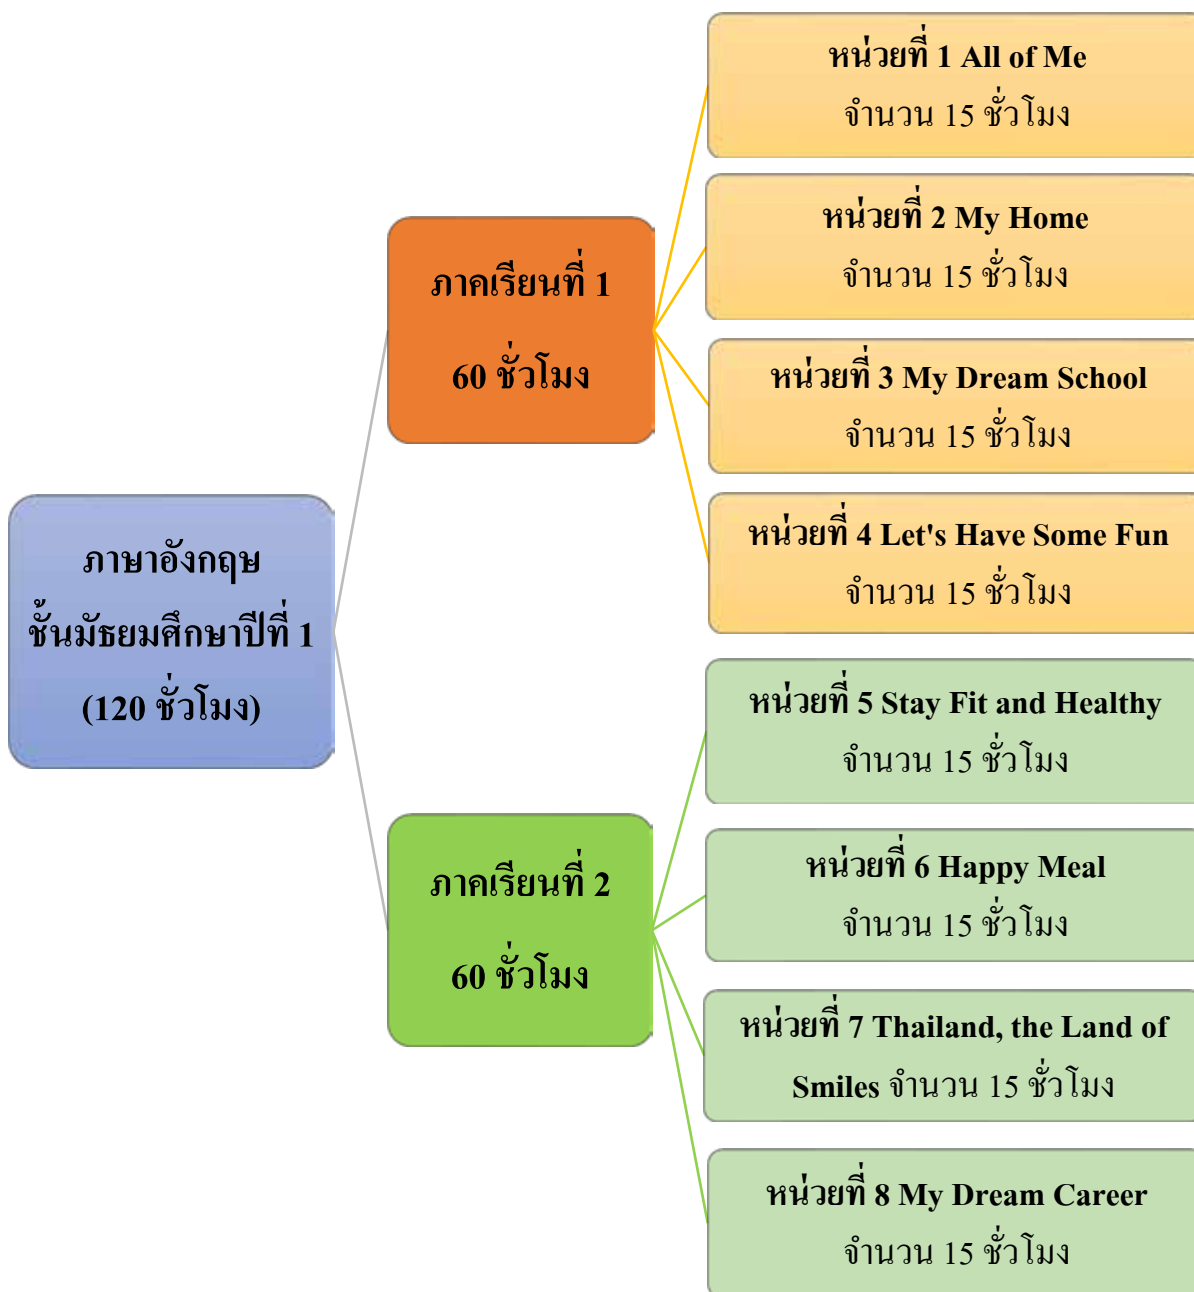 ภาษาอังกฤษ
ชั้นมัธยมศึกษาปีที่ 1
(120 ชั่วโมง)
ภาคเรียนที่ 1
60 ชั่วโมง
หน่วยที่ 1 All of Me
จำนวน 15 ชั่วโมง
หน่วยที่ 2 My Home
จำนวน 15 ชั่วโมง
หน่วยที่ 3 My Dream School
จำนวน 15 ชั่วโมง
หน่วยที่ 4 Let's Have Some Fun
จำนวน 15 ชั่วโมง
ภาคเรียนที่ 2
60 ชั่วโมง
หน่วยที่ 5 Stay Fit and Healthy
จำนวน 15 ชั่วโมง
หน่วยที่ 6 Happy Meal
จำนวน 15 ชั่วโมง
หน่วยที่ 7 Thailand, the Land of
Smiles จำนวน 15 ชั่วโมง
หน่วยที่ 8 My Dream Career
จำนวน 15 ชั่วโมง